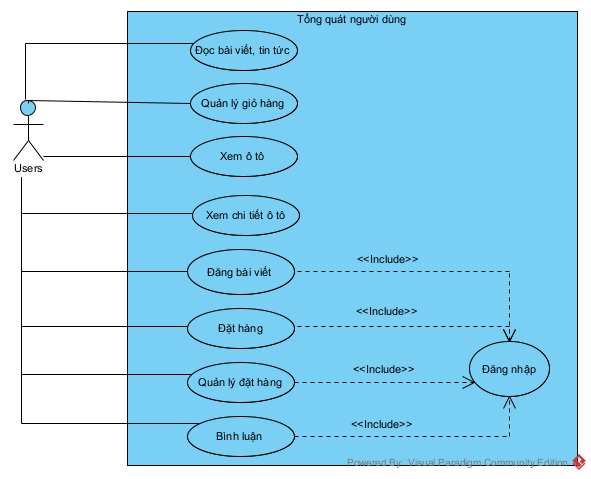 Tổng quát người dùng
Đọc bài viết, tin tức
Quản lý giỏ hàng
Xem ô tô
Users
Xem chi tiết ô tô
Đăng bài viết
<<Include>>
Đặt hàng
<<Include>>
Đăng nhập
Quản lý đặt hàng
<<Include>>
Bình luận
<<Include>>
Powered By: Visual Paradigm Community Edition